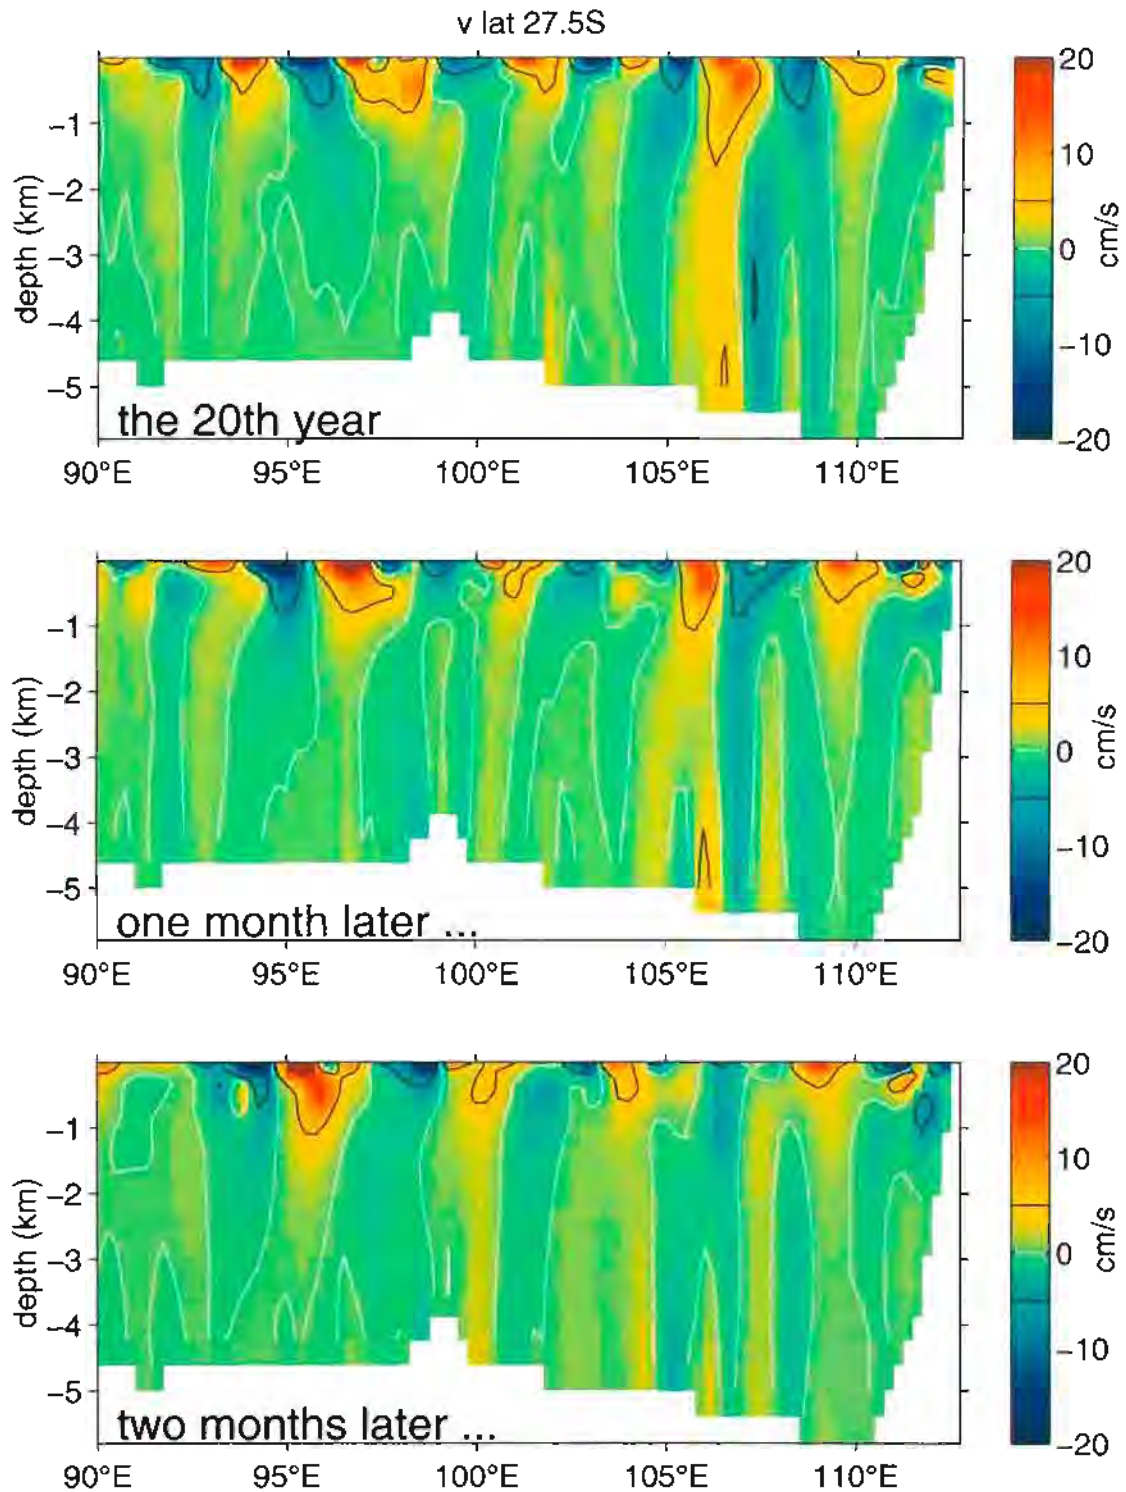 v lat 27.5S
20
10
0
−10
−20
cm/s
−1
−2
−3
−4
−5
depth (km)
the 20th year
90°E 95°E 100°E 105°E 110°E
20
10
0
−10
−20
cm/s
−1
−2
−3
−4
−5
depth (km)
one month later ...
90°E 95°E 100°E 105°E 110°E
20
10
0
−10
−20
cm/s
−1
−2
−3
−4
−5
depth (km)
two months later ...
90°E 95°E 100°E 105°E 110°E